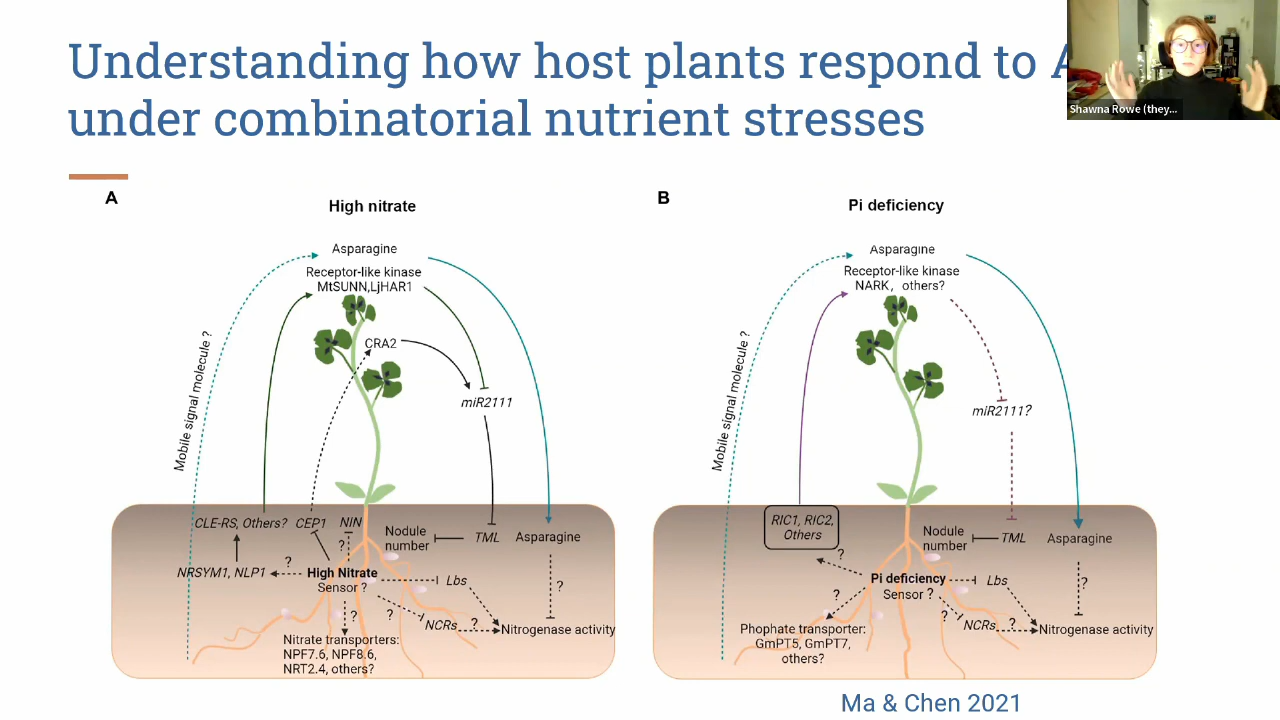 Understanding how host plants respond to
under combinatorial nutrient stresses
Shawna Rowe (they...
A
High nitrate
Asparagine
Receptor-like kinase
MtSUNN,LjHAR1
CRA2
miR2111
Mobile signal molecule ?
CLE-RS, Others? CEP1 NIN
Nodule
number
TML
Asparagine
?
NRSYM1, NLP1
?
High Nitrate
Sensor ?
Lbs
?
?
?
NCRs
?
Nitrogenase activity
Nitrate transporters:
NPF7.6, NPF8.6,
NRT2.4, others?
B
Pi deficiency
Asparagine
Receptor-like kinase
NARK, others?
miR2111?
Mobile signal molecule ?
RIC1, RIC2,
Others
Nodule
number
TML
Asparagine
?
Pi deficiency
Sensor ?
Lbs
?
?
?
NCRs
?
Nitrogenase activity
Phophate transporter:
GmPT5, GmPT7,
others?
Ma & Chen 2021